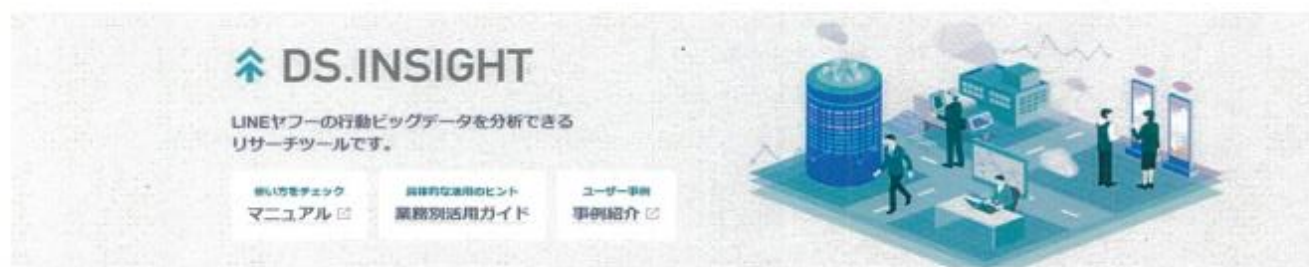 DS.INSIGHT
LINEヤフーの行動ビッグデータを分析できる
リサーチツールです。
使い方をチェック
マニュアル
具体的な活用のヒント
業務別活用ガイド
ユーザー事例
事例紹介